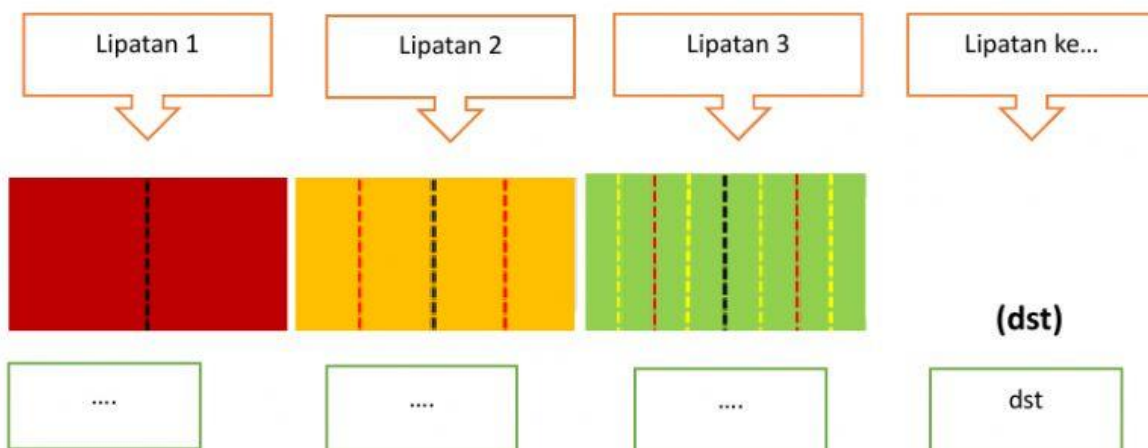 Lipatan 1
Lipatan 2
Lipatan 3
Lipatan ke...
(dst)
....
....
....
dst